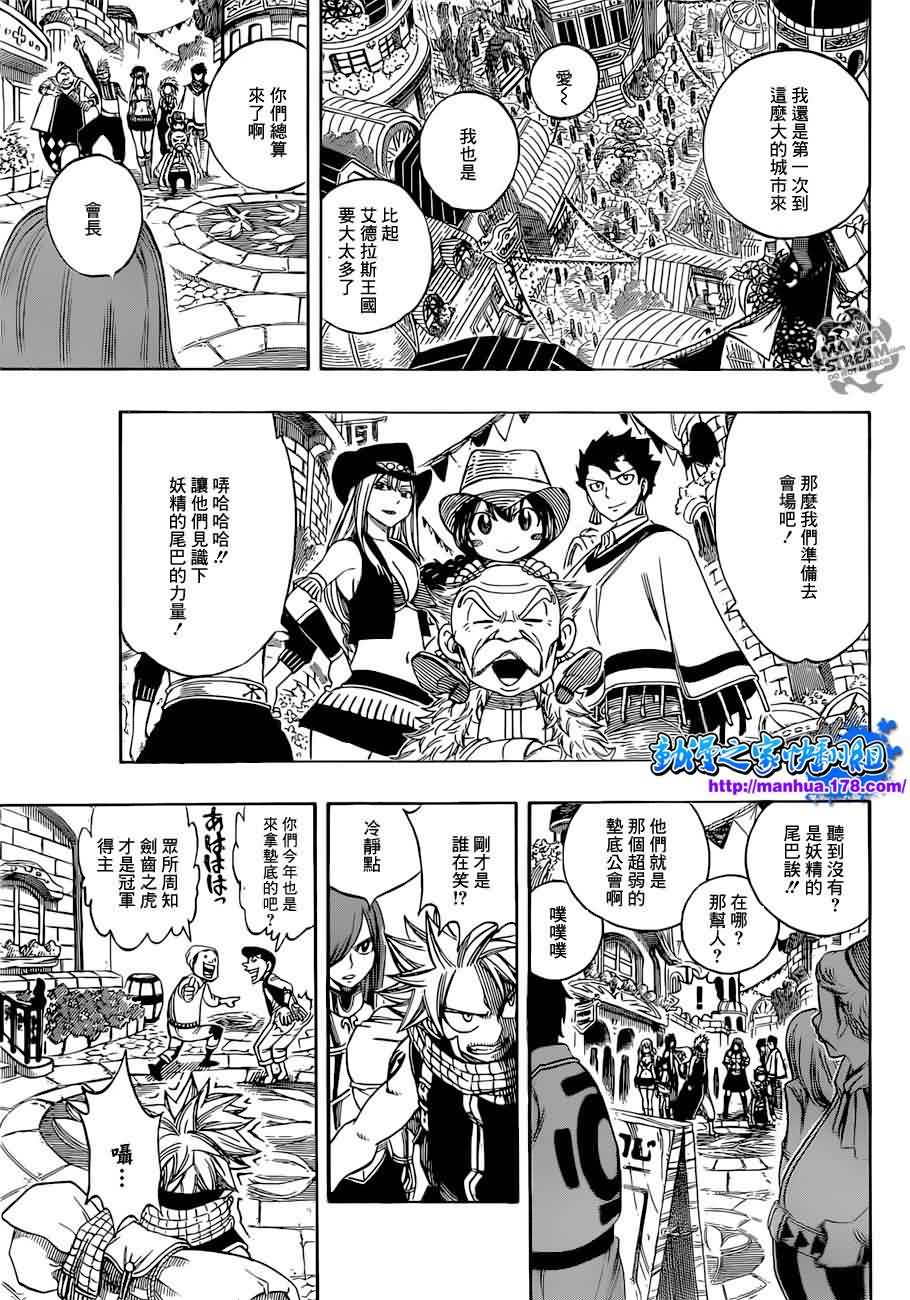 我還是第一次到
這麼大的城市來
愛～
我也是
比起
艾德拉斯王國
要大太多了
你們總算
來了啊
會長
MANGA
STREAM
那麼我們準備去
會場吧！
哢哈哈哈!!
讓他們見識下
妖精的尾巴的力量！
動漫之家快翻組
http://manhua.178.com/
聽到沒有？
是妖精的
尾巴誒!!
在哪？
那幫人？
他們就是
那個超弱的
墊底公會啊
噗噗噗
!
剛才是
誰在笑!?
冷靜點
你們今年也是
來拿墊底的吧？
あははははっ
眾所周知
劍齒之虎
才是冠軍
得主
囁…